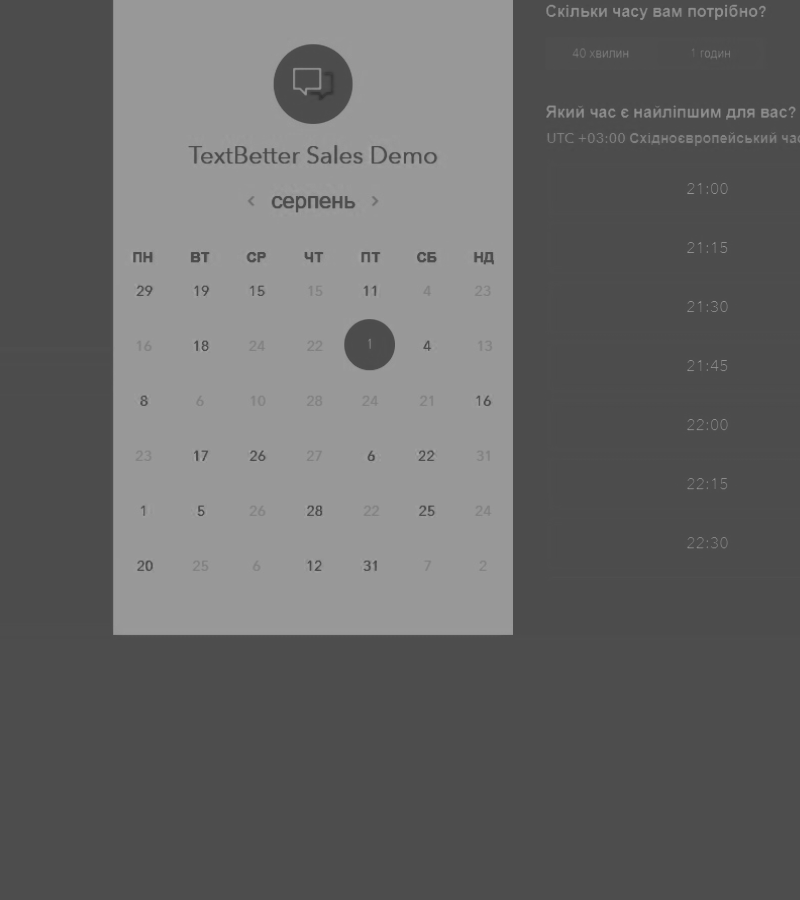 TextBetter Sales Demo
‹ серпень ›
ПН ВТ СР ЧТ ПТ СБ НД
29 19 15 15 11 4 23
16 18 24 22 1 4 13
8 6 10 28 24 21 16
23 17 26 27 6 22 31
1 5 26 28 22 25 24
20 25 6 12 31 7 2
Скільки часу вам потрібно?
40 хвилин 1 годин
Який час є найліпшим для вас?
UTC +03:00 Східноєвропейський час
21:00
21:15
21:30
21:45
22:00
22:15
22:30